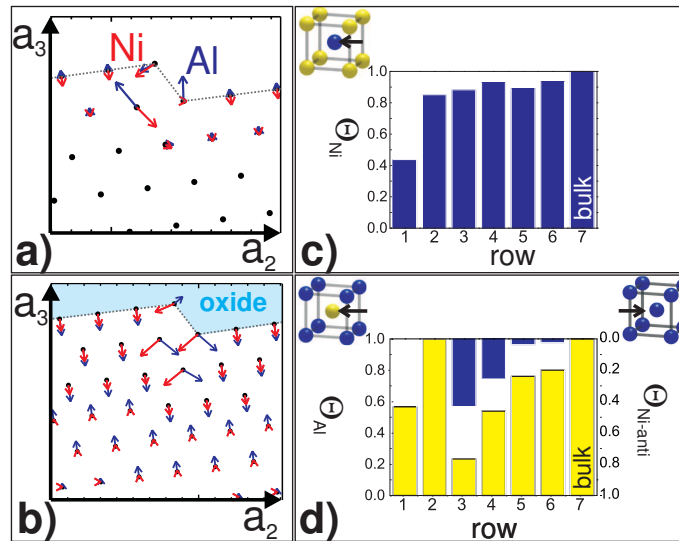 a3
Ni
Al
a)
a2
1.0
0.8
0.6
0.4
0.2
0.0
ΘNi
bulk
1 2 3 4 5 6 7
row
c)
a3
oxide
b)
a2
1.0
0.8
0.6
0.4
0.2
0.0
ΘAl
bulk
0.0
0.2
0.4
0.6
0.8
1.0
ΘNi-anti
1 2 3 4 5 6 7
row
d)